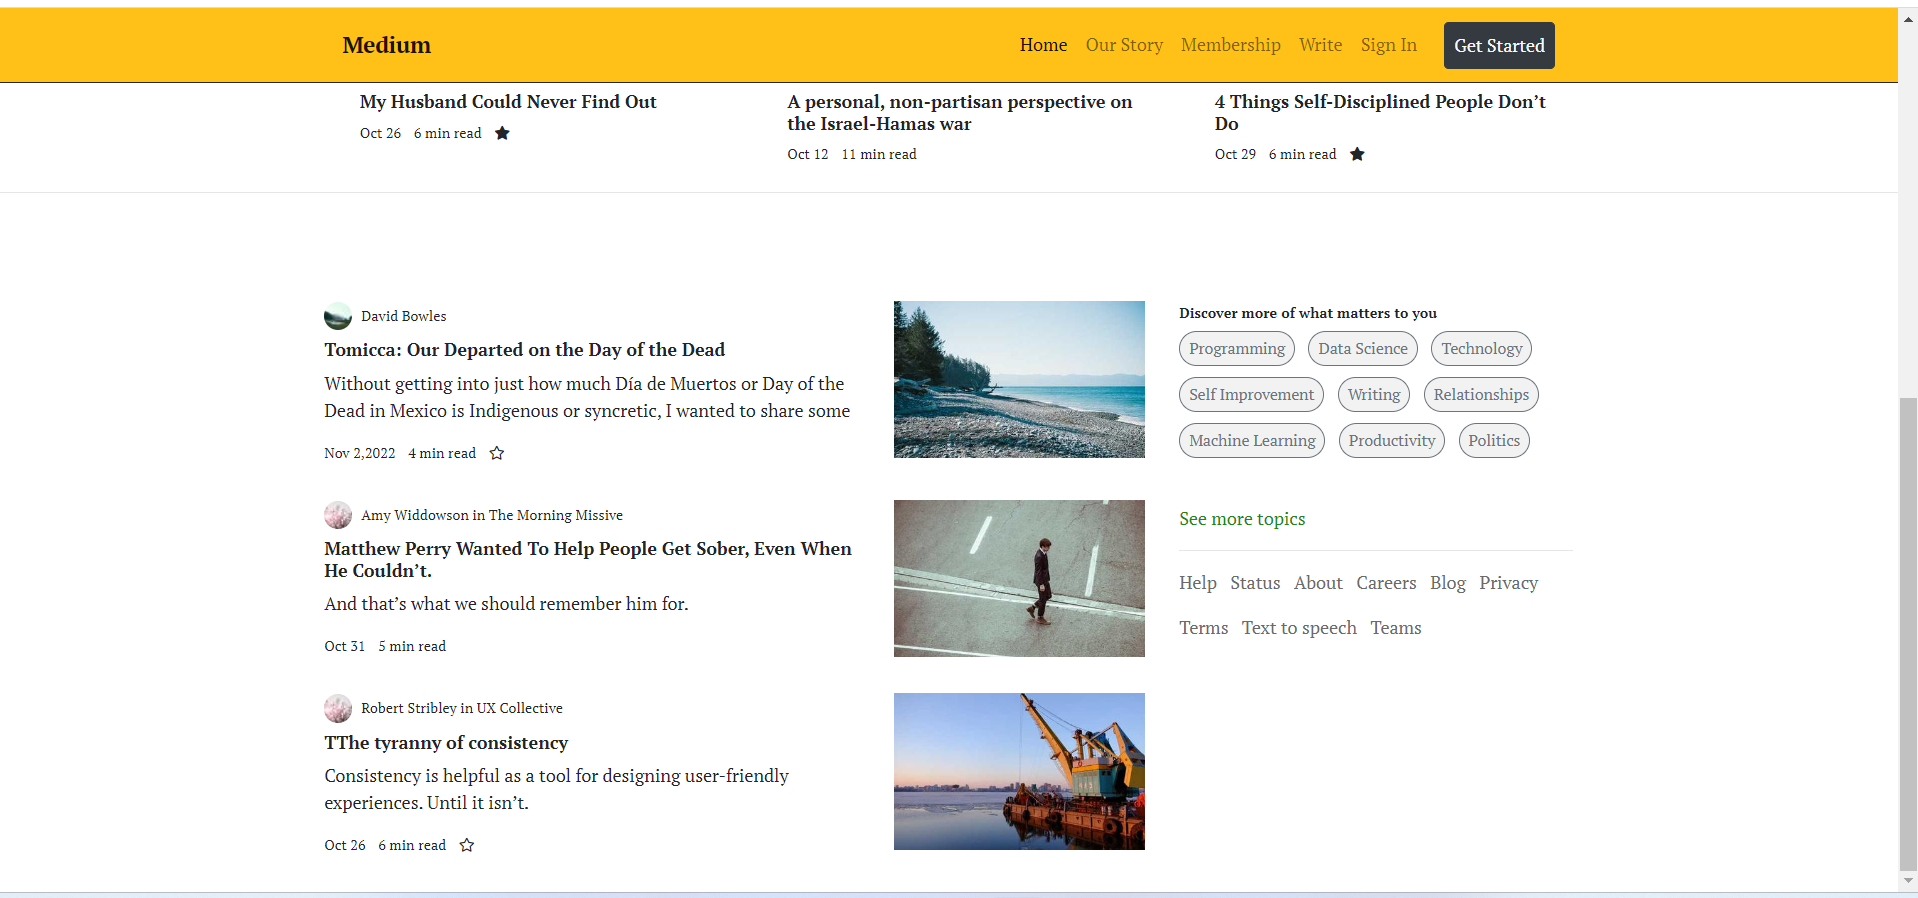 Medium
Home Our Story Membership Write Sign In Get Started
My Husband Could Never Find Out
Oct 26 6 min read
A personal, non-partisan perspective on
the Israel-Hamas war
Oct 12 11 min read
4 Things Self-Disciplined People Don’t
Do
Oct 29 6 min read
David Bowles
Tomicca: Our Departed on the Day of the Dead
Without getting into just how much Día de Muertos or Day of the
Dead in Mexico is Indigenous or syncretic, I wanted to share some
Nov 2,2022 4 min read
Amy Widdowson in The Morning Missive
Matthew Perry Wanted To Help People Get Sober, Even When
He Couldn’t.
And that’s what we should remember him for.
Oct 31 5 min read
Robert Stribley in UX Collective
TThe tyranny of consistency
Consistency is helpful as a tool for designing user-friendly
experiences. Until it isn’t.
Oct 26 6 min read
Discover more of what matters to you
Programming Data Science Technology
Self Improvement Writing Relationships
Machine Learning Productivity Politics
See more topics
Help Status About Careers Blog Privacy
Terms Text to speech Teams